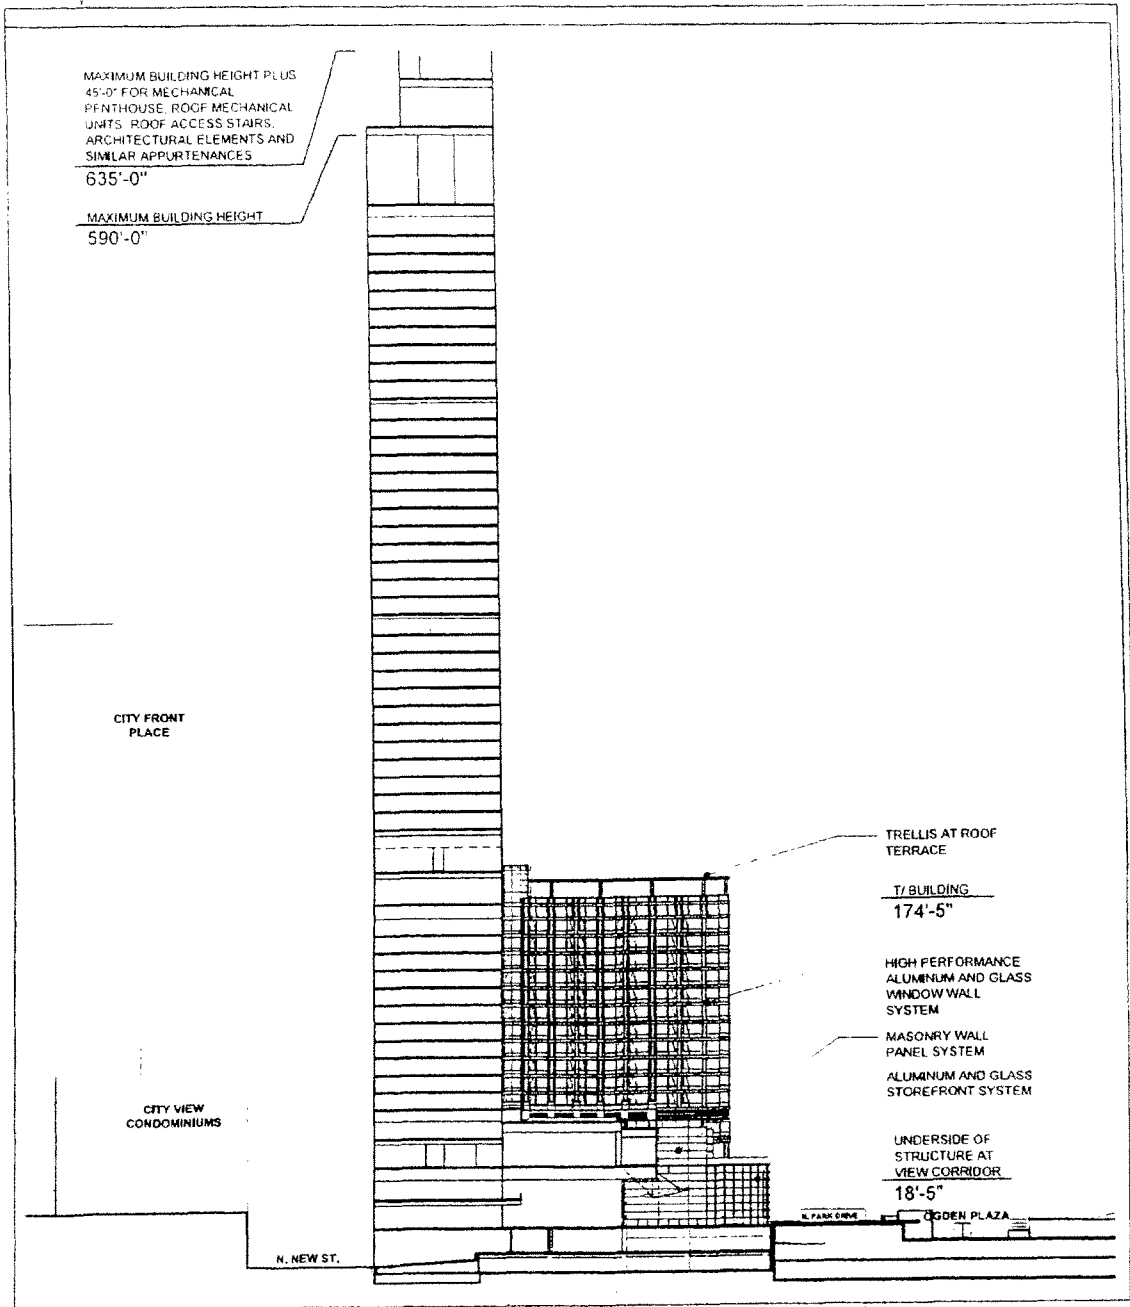 MAXIMUM BUILDING HEIGHT PLUS
45'-0" FOR MECHANICAL
PENTHOUSE, ROOF MECHANICAL
UNITS, ROOF ACCESS STAIRS,
ARCHITECTURAL ELEMENTS AND
SIMILAR APPURTENANCES
635'-0"
MAXIMUM BUILDING HEIGHT
590'-0"
CITY FRONT
PLACE
TRELLIS AT ROOF
TERRACE
T/ BUILDING
174'-5"
HIGH PERFORMANCE
ALUMINUM AND GLASS
WINDOW WALL
SYSTEM
MASONRY WALL
PANEL SYSTEM
ALUMINUM AND GLASS
STOREFRONT SYSTEM
CITY VIEW
CONDOMINIUMS
UNDERSIDE OF
STRUCTURE AT
VIEW CORRIDOR
18'-5"
N. PARK DRIVE
OGDEN PLAZA
N. NEW ST.